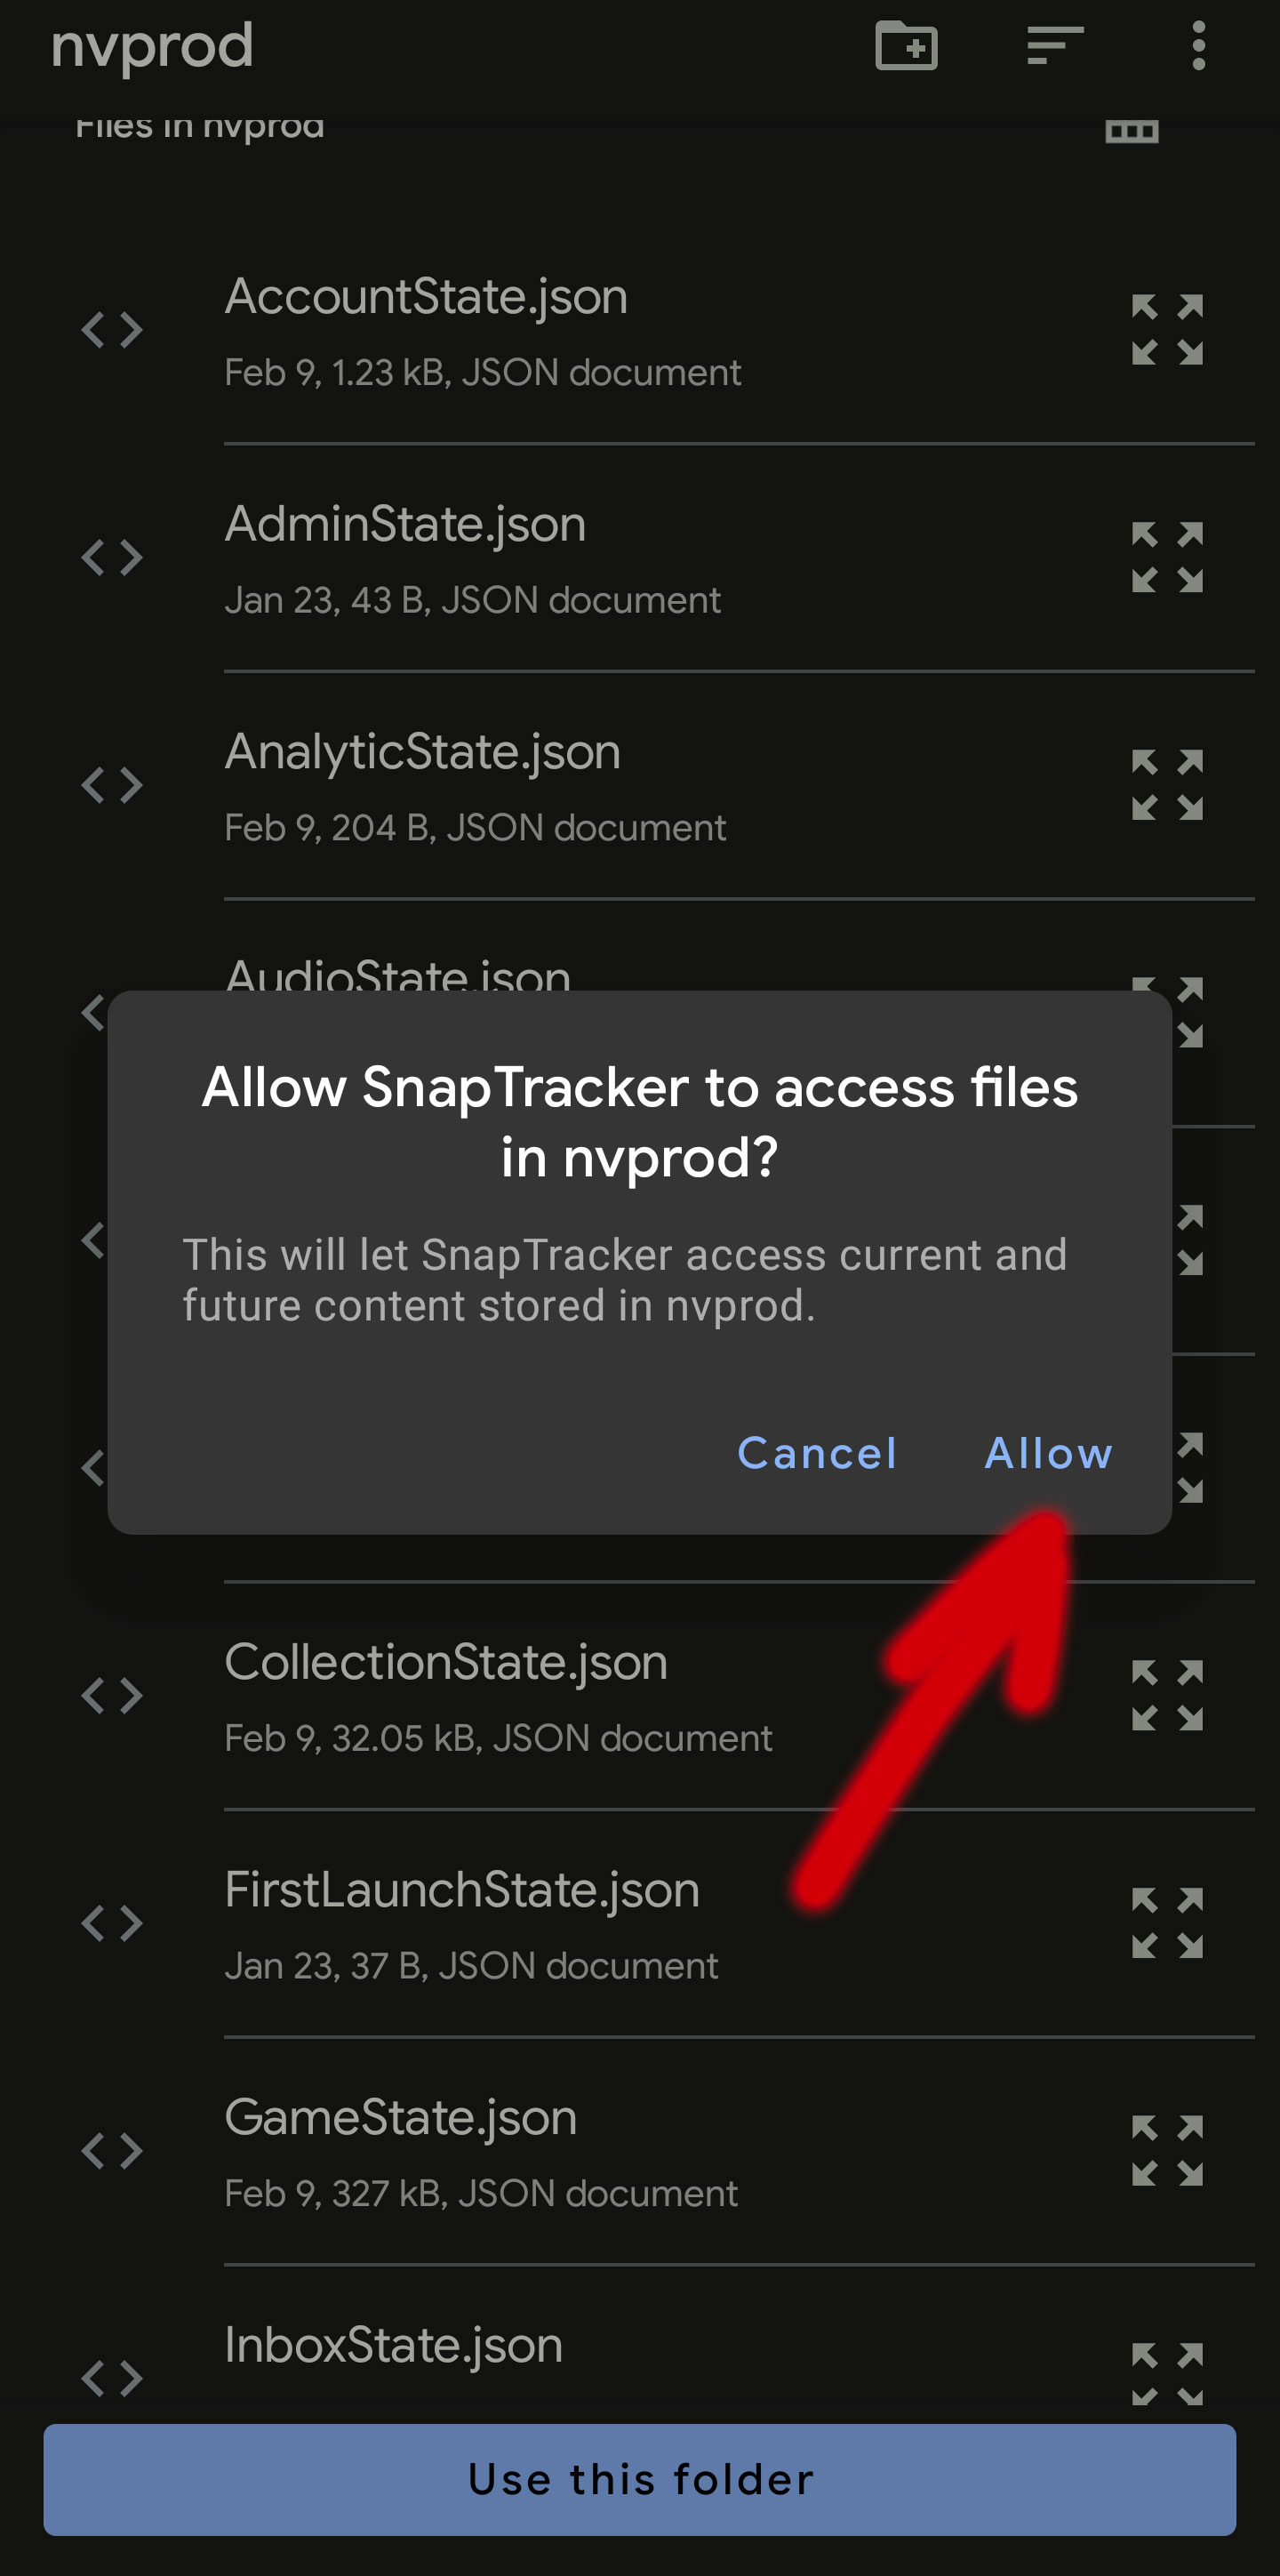 nvprod
Files in nvprod
AccountState.json
Feb 9, 1.23 kB, JSON document
AdminState.json
Jan 23, 43 B, JSON document
AnalyticState.json
Feb 9, 204 B, JSON document
AudioState.json
Allow SnapTracker to access files
in nvprod?
This will let SnapTracker access current and
future content stored in nvprod.
Cancel Allow
CollectionState.json
Feb 9, 32.05 kB, JSON document
FirstLaunchState.json
Jan 23, 37 B, JSON document
GameState.json
Feb 9, 327 kB, JSON document
InboxState.json
Use this folder